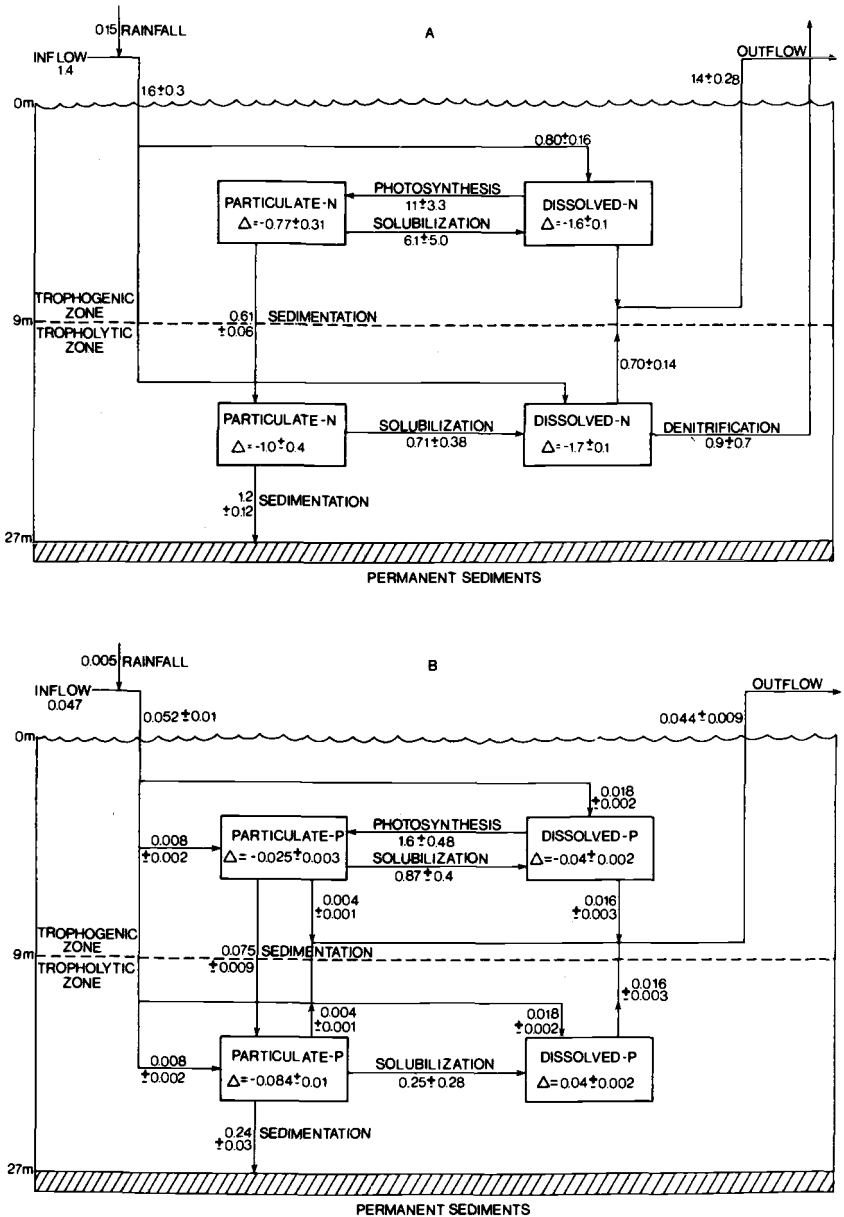 A
015 RAINFALL
INFLOW
1.4
OUTFLOW
1.6±0.3
1.4±0.28
0m
0.80±0.16
PARTICULATE-N
Δ=-0.77±0.31
PHOTOSYNTHESIS
11±3.3
SOLUBILIZATION
6.1±5.0
DISSOLVED-N
Δ=-1.6±0.1
TROPHOGENIC
ZONE
9m
TROPHOLYTIC
ZONE
0.61
±0.06
SEDIMENTATION
0.70±0.14
PARTICULATE-N
Δ=-1.0±0.4
SOLUBILIZATION
0.71±0.38
DISSOLVED-N
Δ=-1.7±0.1
DENITRIFICATION
0.9±0.7
1.2
±0.12
SEDIMENTATION
27m
PERMANENT SEDIMENTS
B
0.005 RAINFALL
INFLOW
0.047
OUTFLOW
0.052±0.01
0.044±0.009
0m
0.018
±0.002
0.008
±0.002
PARTICULATE-P
Δ=-0.025±0.003
PHOTOSYNTHESIS
1.6±0.48
SOLUBILIZATION
0.87±0.4
DISSOLVED-P
Δ=-0.04±0.002
0.004
±0.001
0.016
±0.003
TROPHOGENIC
ZONE
9m
TROPHOLYTIC
ZONE
0.075
±0.009
SEDIMENTATION
0.004
±0.001
0.018
±0.002
0.016
±0.003
0.008
±0.002
PARTICULATE-P
Δ=-0.084±0.01
SOLUBILIZATION
0.25±0.28
DISSOLVED-P
Δ=0.04±0.002
0.24
±0.03
SEDIMENTATION
27m
PERMANENT SEDIMENTS